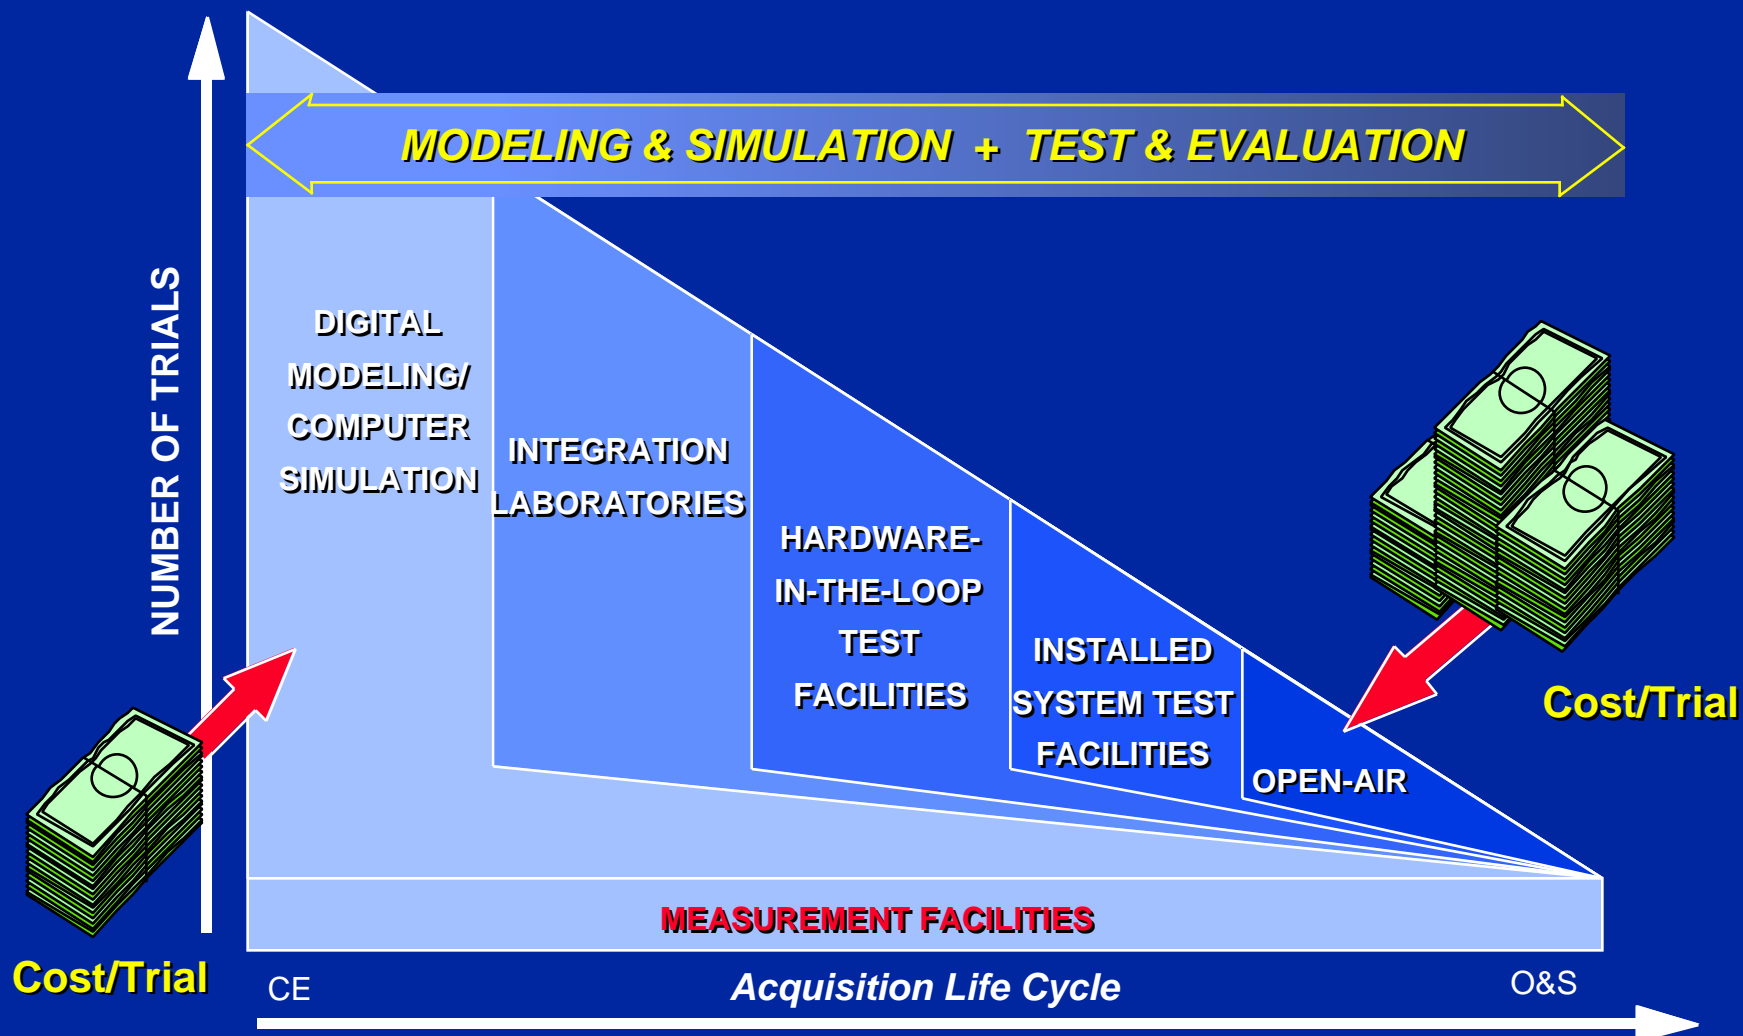 MODELING & SIMULATION + TEST & EVALUATION
NUMBER OF TRIALS
DIGITAL
MODELING/
COMPUTER
SIMULATION
INTEGRATION
LABORATORIES
HARDWARE-
IN-THE-LOOP
TEST
FACILITIES
INSTALLED
SYSTEM TEST
FACILITIES
OPEN-AIR
Cost/Trial
MEASUREMENT FACILITIES
Cost/Trial
CE
Acquisition Life Cycle
O&S